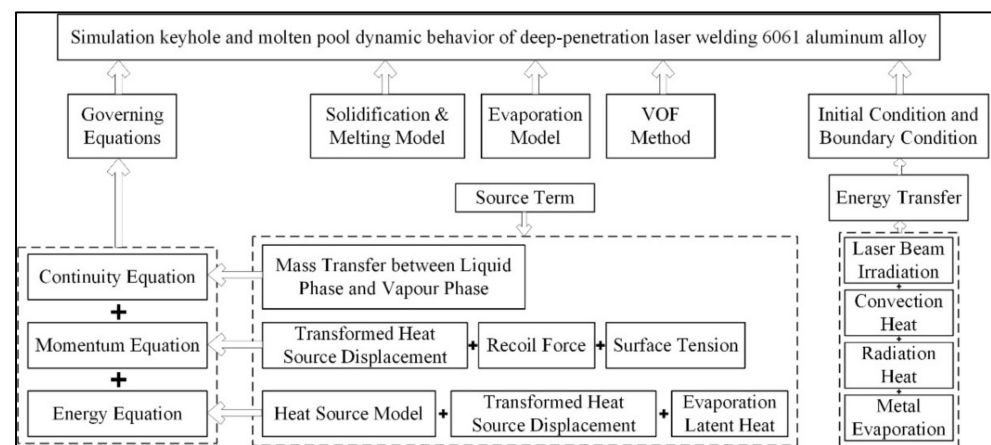 Simulation keyhole and molten pool dynamic behavior of deep-penetration laser welding 6061 aluminum alloy
Governing
Equations
Solidification &
Melting Model
Evaporation
Model
VOF
Method
Initial Condition and
Boundary Condition
Source Term
Energy Transfer
Continuity Equation
+
Momentum Equation
+
Energy Equation
Mass Transfer between Liquid
Phase and Vapour Phase
Transformed Heat
Source Displacement
+
Recoil Force
+
Surface Tension
Heat Source Model
+
Transformed Heat
Source Displacement
+
Evaporation
Latent Heat
Laser Beam
Irradiation
+
Convection
Heat
+
Radiation
Heat
+
Metal
Evaporation